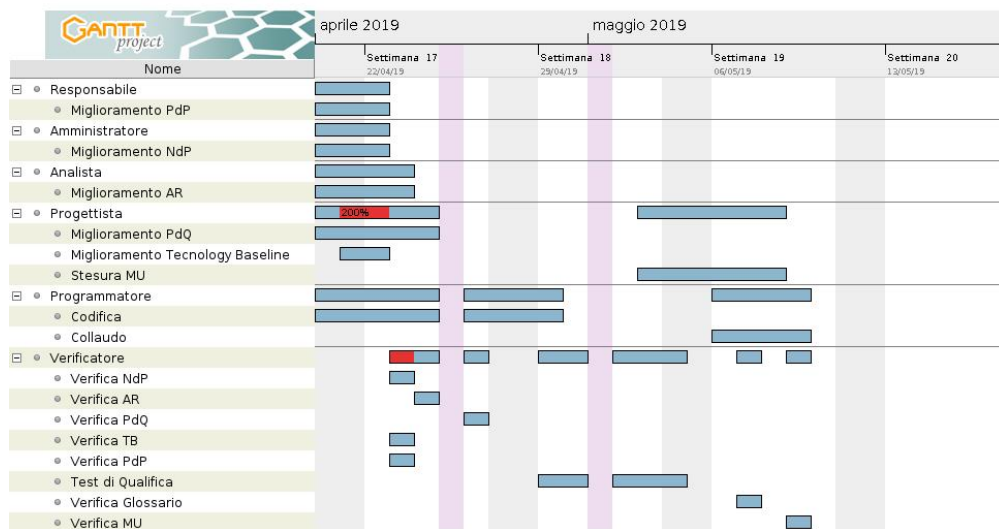 GANTT
project
aprile 2019
maggio 2019
Settimana 17
Settimana 18
Settimana 19
Settimana 20
22/04/19
29/04/19
06/05/19
13/05/19
Nome
Responsabile
Miglioramento PdP
Amministratore
Miglioramento NdP
Analista
Miglioramento AR
Progettista
200%
Miglioramento PdQ
Miglioramento Tecnology Baseline
Stesura MU
Programmatore
Codifica
Collaudo
Verificatore
Verifica NdP
Verifica AR
Verifica PdQ
Verifica TB
Verifica PdP
Test di Qualifica
Verifica Glossario
Verifica MU